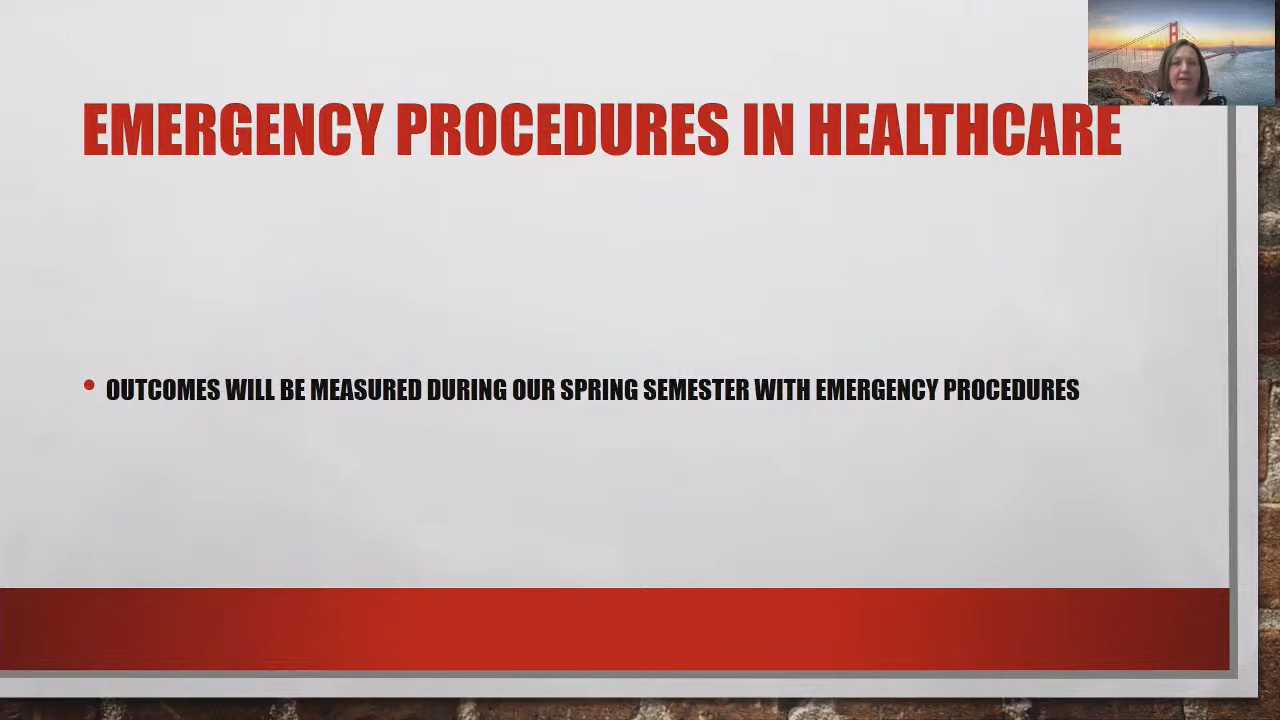 EMERGENCY PROCEDURES IN HEALTHCARE
• OUTCOMES WILL BE MEASURED DURING OUR SPRING SEMESTER WITH EMERGENCY PROCEDURES